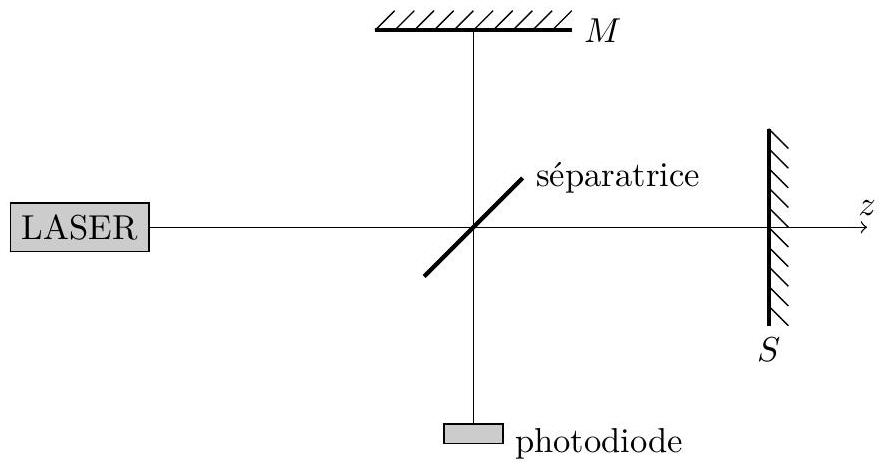 M
séparatrice
LASER
z
S
photodiode